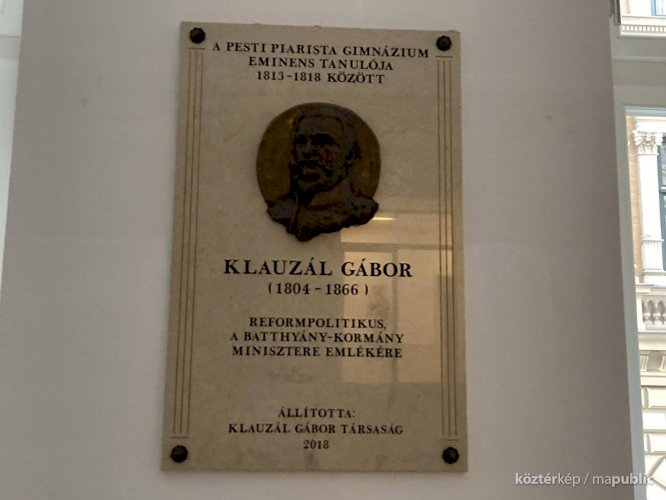 A PESTI PIARISTA GIMNÁZIUM
EMINENS TANULÓJA
1813-1818 KÖZÖTT
KLAUZÁL GÁBOR
(1804 - 1866)
REFORMPOLITIKUS,
A BATTHYÁNY-KORMÁNY
MINISZTERE EMLÉKÉRE
ÁLLÍTOTTA:
KLAUZÁL GÁBOR TÁRSASÁG
2018
köztérkép / mapublic